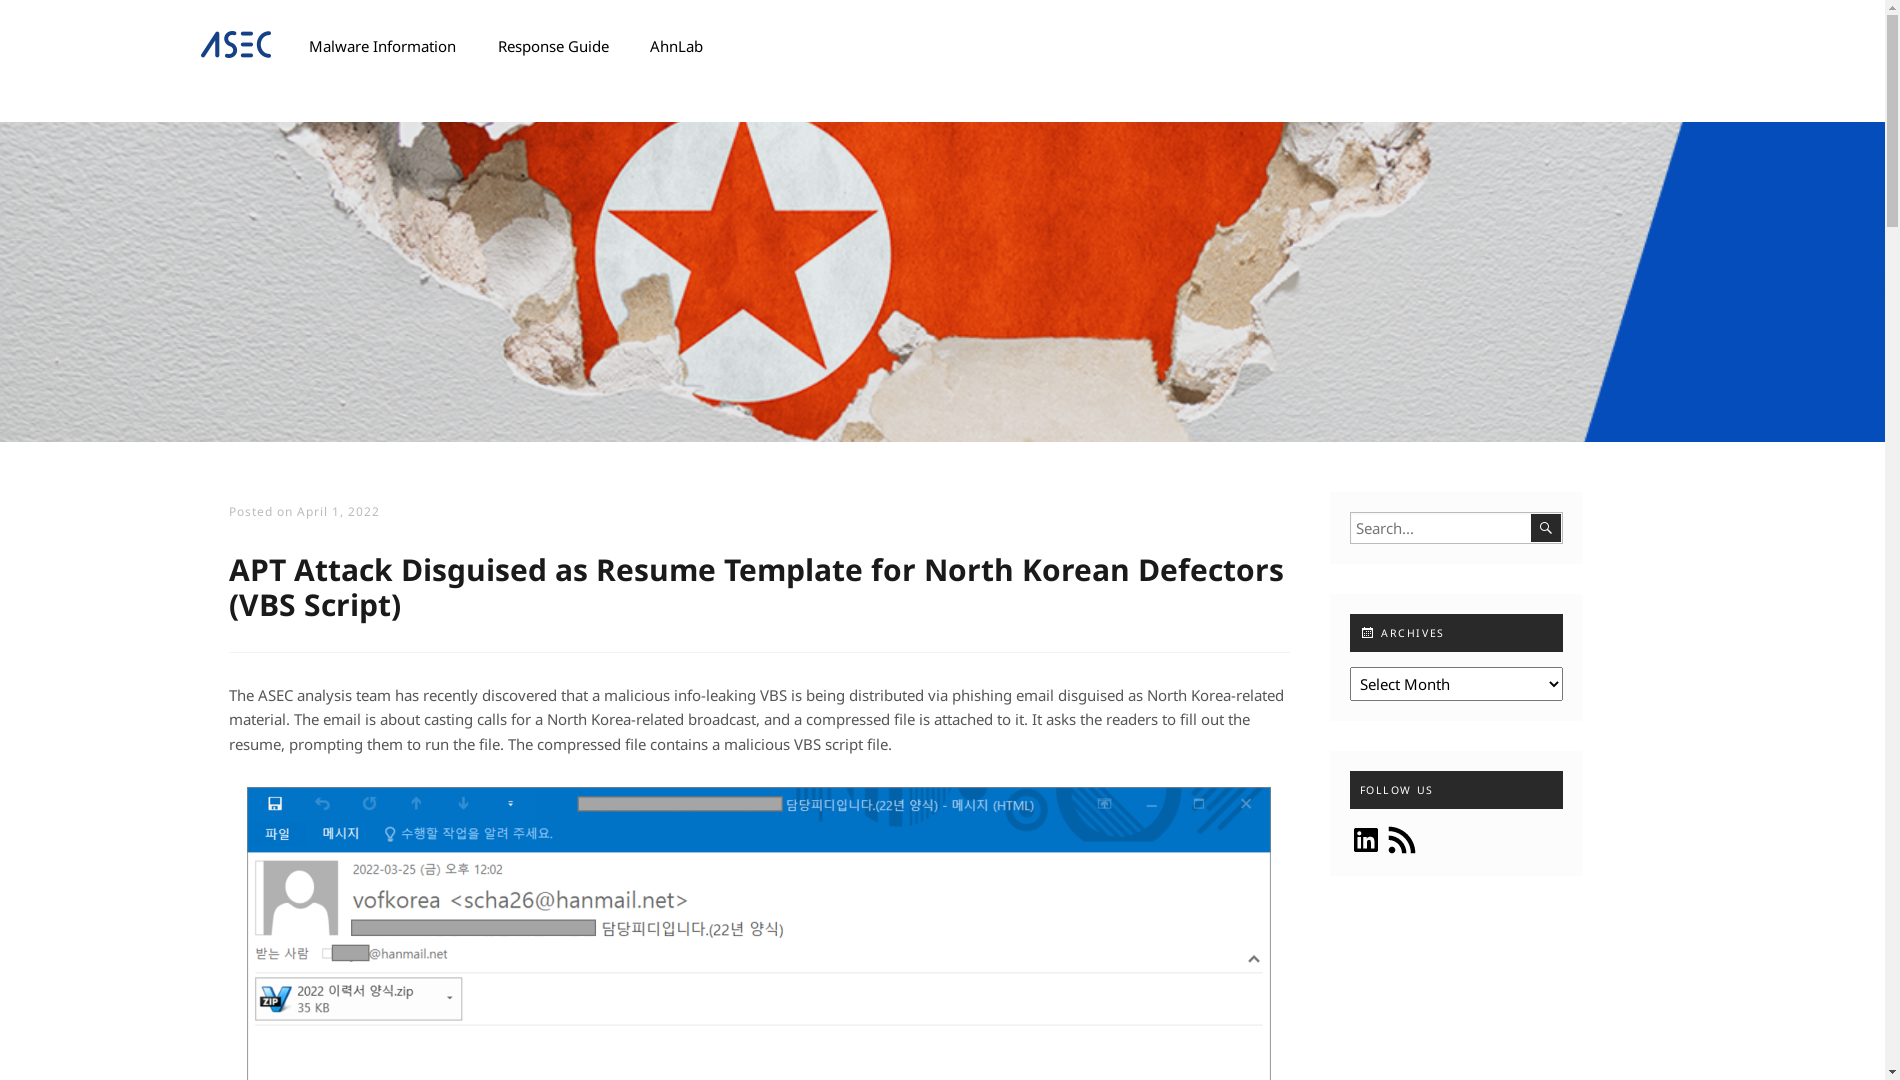 ASEC
Malware Information
Response Guide
AhnLab
Posted on April 1, 2022
APT Attack Disguised as Resume Template for North Korean Defectors
(VBS Script)
The ASEC analysis team has recently discovered that a malicious info-leaking VBS is being distributed via phishing email disguised as North Korea-related
material. The email is about casting calls for a North Korea-related broadcast, and a compressed file is attached to it. It asks the readers to fill out the
resume, prompting them to run the file. The compressed file contains a malicious VBS script file.
담당피디입니다.(22년 양식) - 메시지 (HTML)
파일
메시지
수행할 작업을 알려 주세요.
2022-03-25 (금) 오후 12:02
vofkorea <scha26@hanmail.net>
담당피디입니다.(22년 양식)
받는 사람
@hanmail.net
ZIP
2022 이력서 양식.zip
35 KB
Search...
ARCHIVES
Select Month
FOLLOW US
in